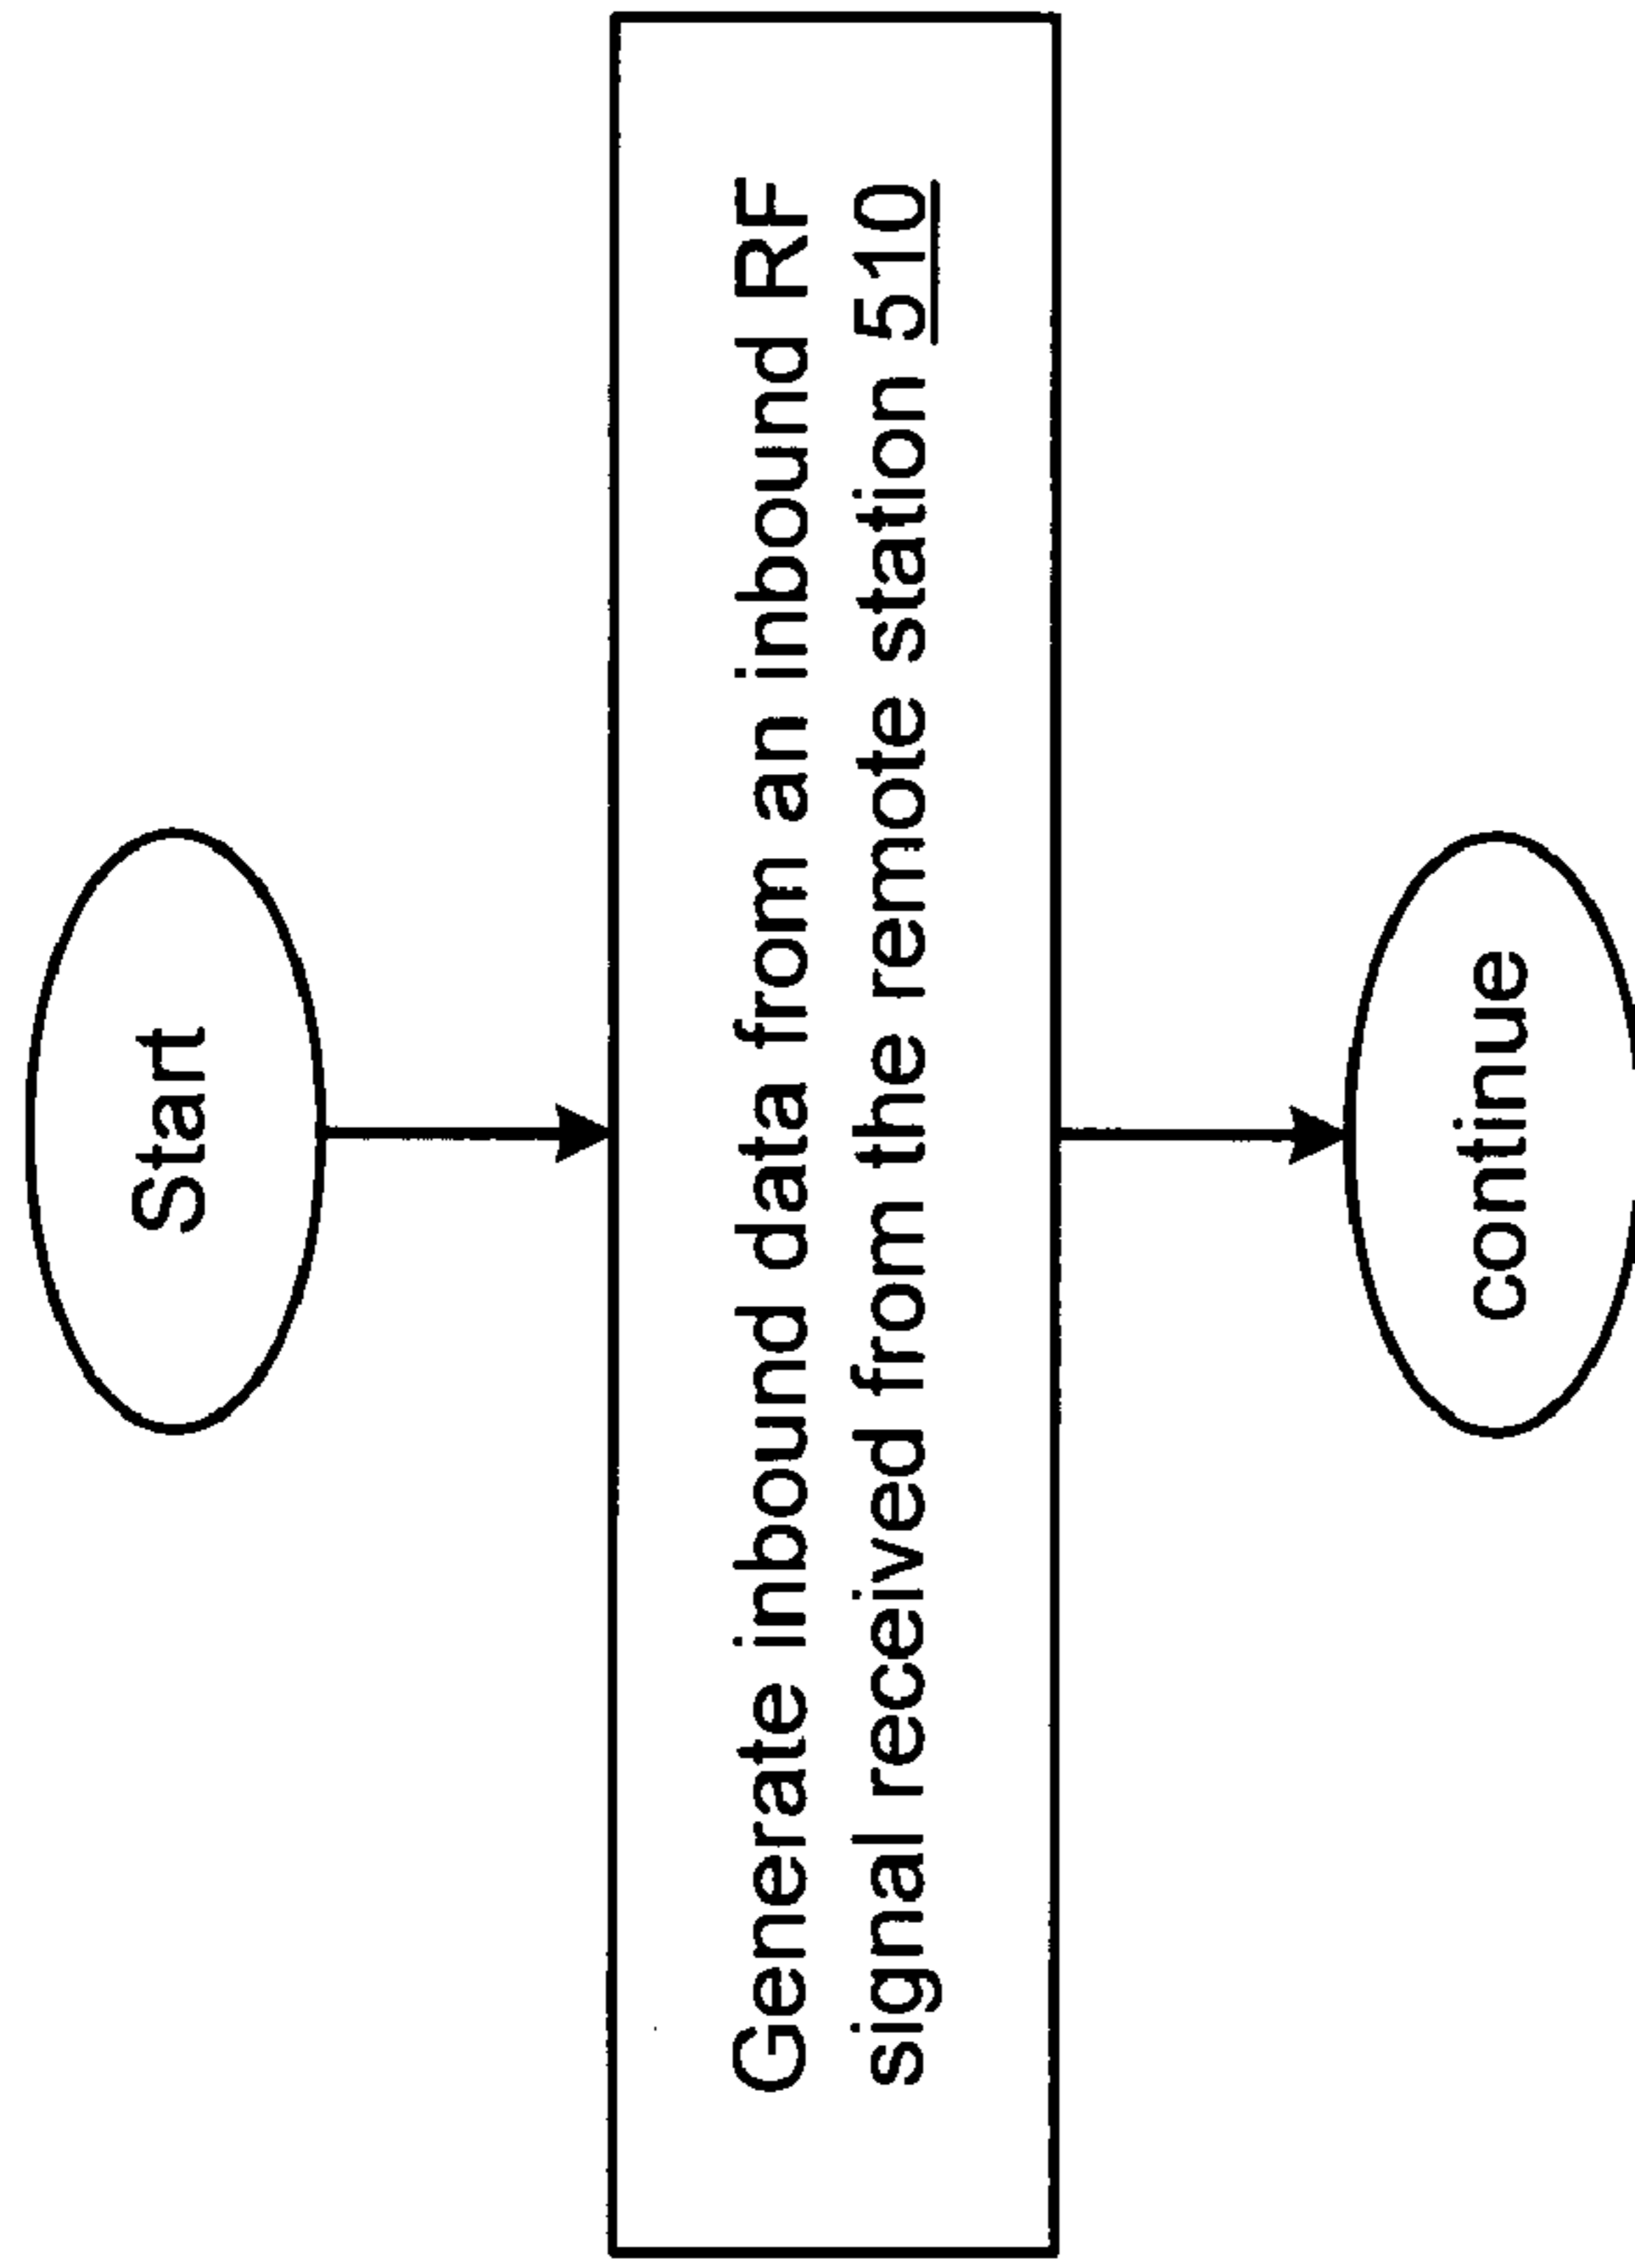 Start
Generate inbound data from an inbound RF
signal received from the remote station 510
continue